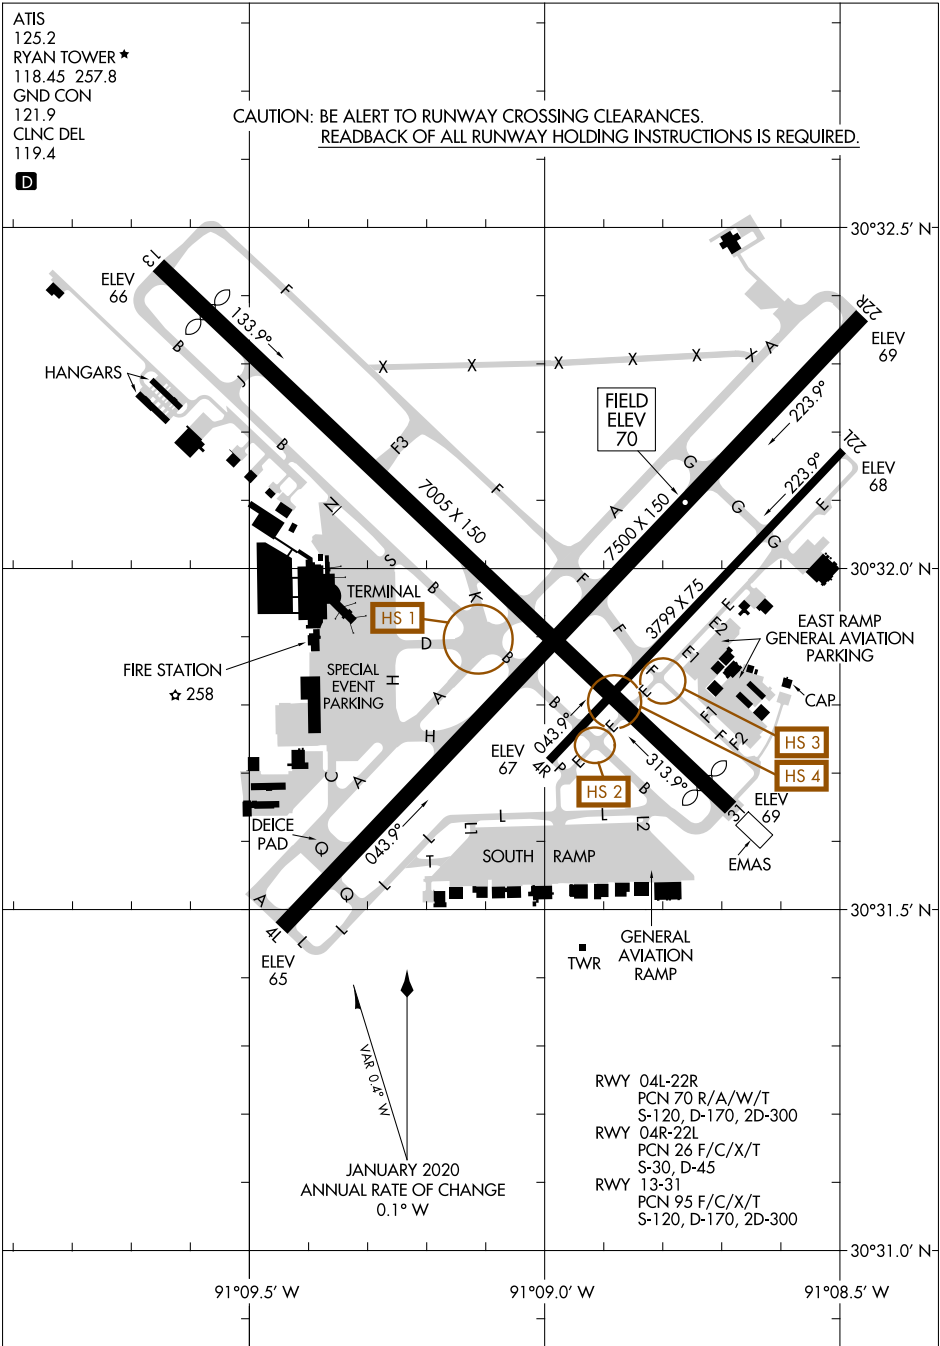 ATIS
125.2
RYAN TOWER ★
118.45 257.8
GND CON
121.9
CLNC DEL
119.4
D
CAUTION: BE ALERT TO RUNWAY CROSSING CLEARANCES.
READBACK OF ALL RUNWAY HOLDING INSTRUCTIONS IS REQUIRED.
30°32.5' N
13
ELEV
66
F
133.9°
B
J
HANGARS
B
F3
F
N
7005 X 150
X X X X X X
A
22R
ELEV
69
223.9°
FIELD
ELEV
70
22L
ELEV
68
223.9°
G
G
G
E
A
7500 X 150
30°32.0' N
S
B
K
F
F
3799 X 75
TERMINAL
HS 1
D
B
E
E2
E1
EAST RAMP
GENERAL AVIATION
PARKING
FIRE STATION
☆ 258
SPECIAL
EVENT
PARKING
H
A
H
B
F
E
E
F1
F
F2
CAP
HS 3
HS 4
ELEV
67
043.9°
4R
P
E
HS 2
313.9°
B
31
ELEV
69
EMAS
C
A
DEICE
PAD
Q
043.9°
L
L1
L
L
L2
T
SOUTH RAMP
Q
L
A
4L
L
L
ELEV
65
30°31.5' N
TWR
GENERAL
AVIATION
RAMP
VAR 0.4° W
JANUARY 2020
ANNUAL RATE OF CHANGE
0.1° W
RWY 04L-22R
PCN 70 R/A/W/T
S-120, D-170, 2D-300
RWY 04R-22L
PCN 26 F/C/X/T
S-30, D-45
RWY 13-31
PCN 95 F/C/X/T
S-120, D-170, 2D-300
30°31.0' N
91°09.5' W
91°09.0' W
91°08.5' W